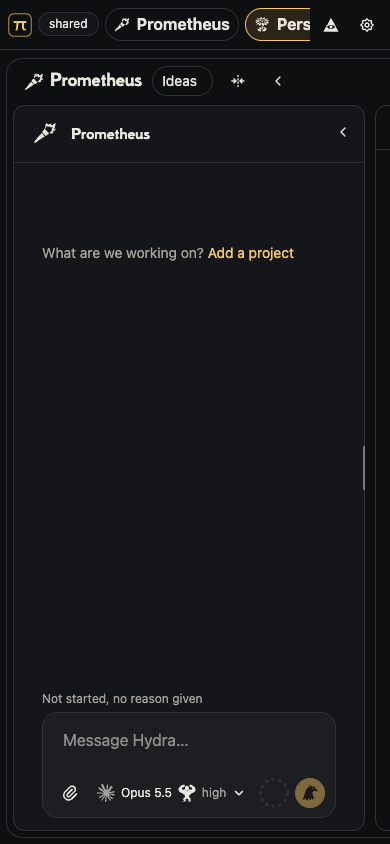 π shared Prometheus Pers
Prometheus Ideas
Prometheus
What are we working on? Add a project
Not started, no reason given
Message Hydra...
Opus 5.5 high